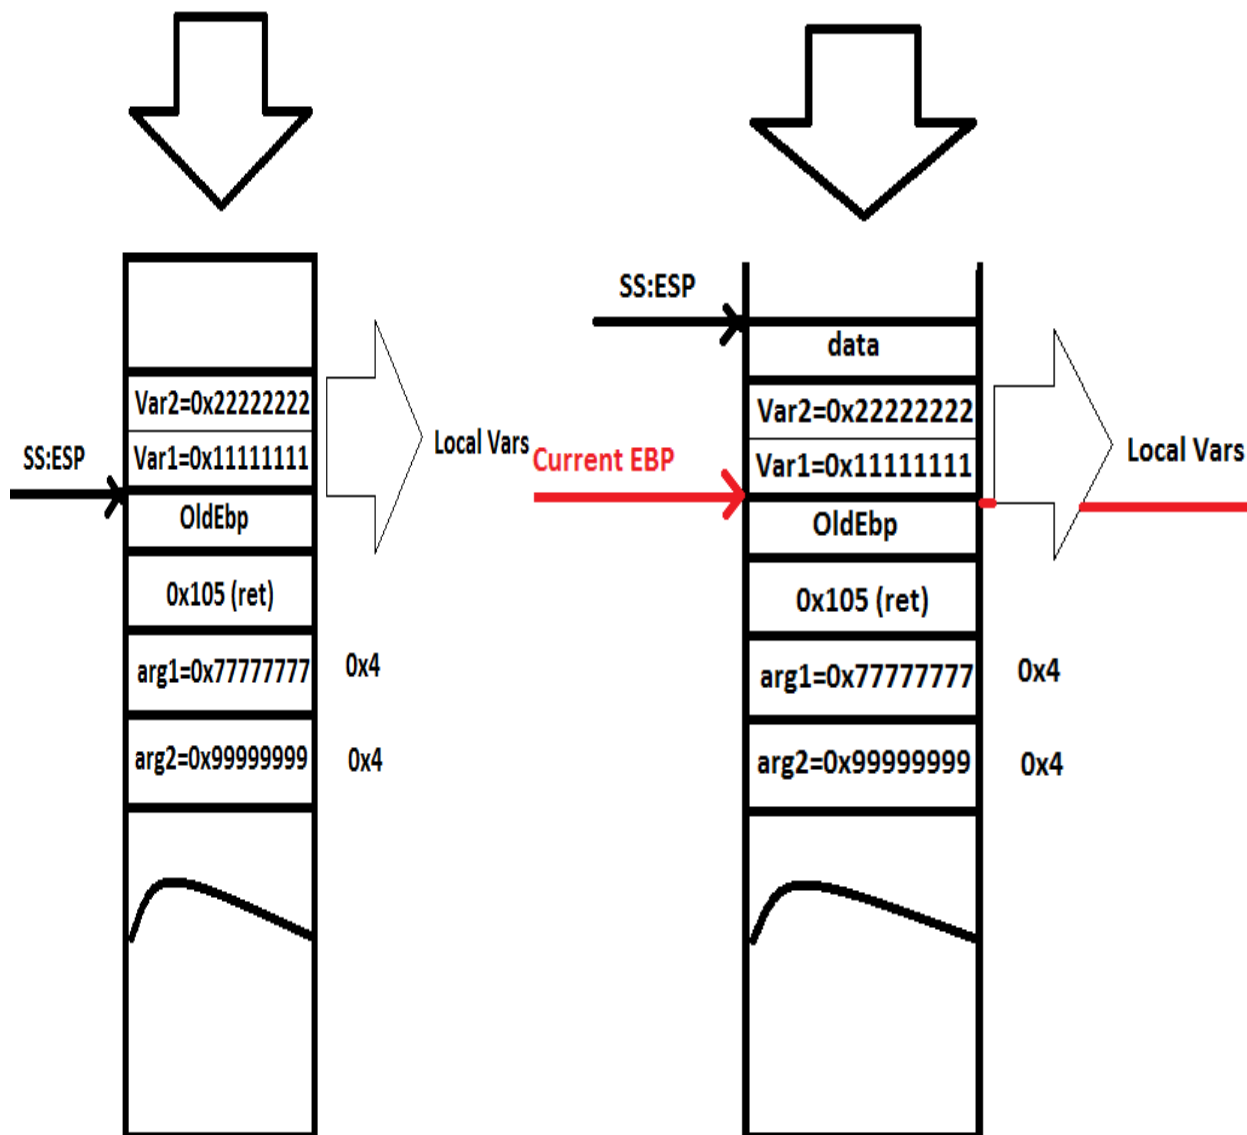 SS:ESP
Var2=0x22222222
Var1=0x11111111
OldEbp
0x105 (ret)
arg1=0x77777777
0x4
arg2=0x99999999
0x4
Local Vars
SS:ESP
data
Var2=0x22222222
Var1=0x11111111
Current EBP
OldEbp
0x105 (ret)
arg1=0x77777777
0x4
arg2=0x99999999
0x4
Local Vars